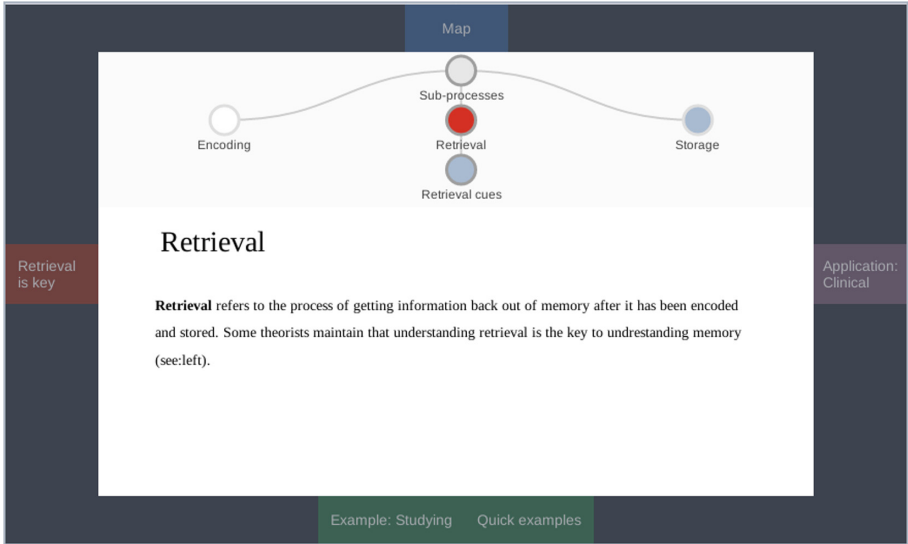 Map
Sub-processes
Encoding
Retrieval
Storage
Retrieval cues
Retrieval
Retrieval
is key
Application:
Clinical
Retrieval refers to the process of getting information back out of memory after it has been encoded
and stored. Some theorists maintain that understanding retrieval is the key to undrestanding memory
(see:left).
Example: Studying
Quick examples